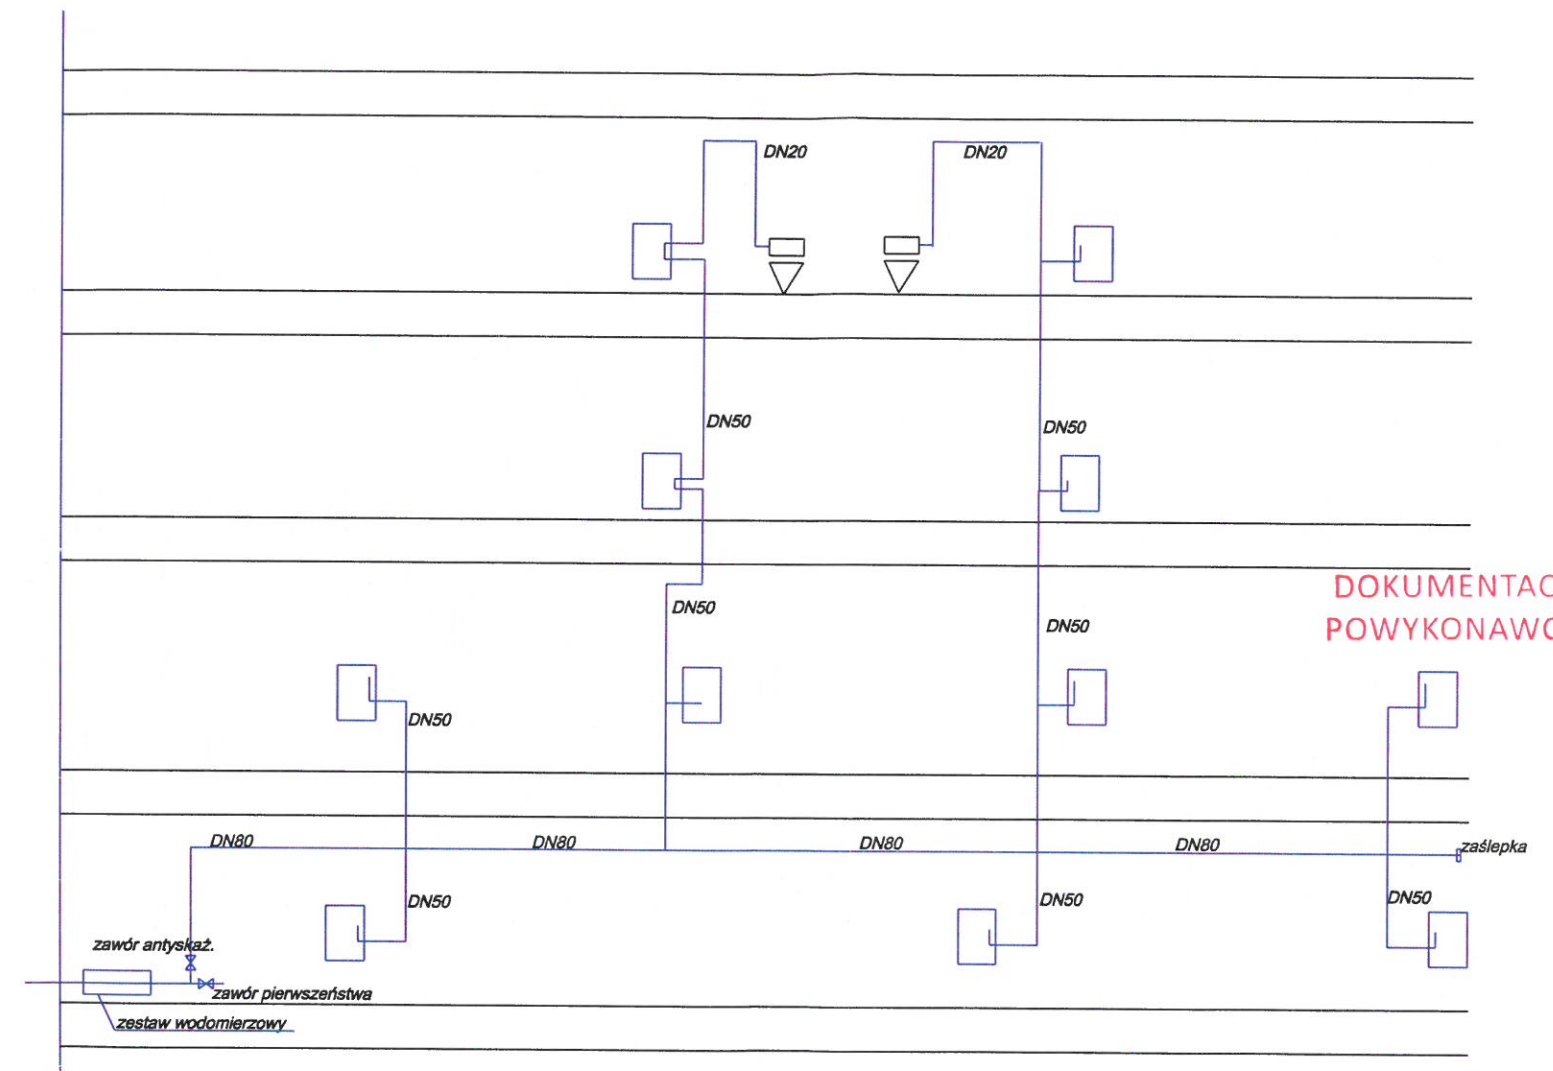 DN20
DN20
DN50
DN50
DOKUMENTAC
POWYKONAWC
DN50
DN50
DN50
DN80
DN80
DN80
DN80
zaślepka
DN50
DN50
DN50
zawór antyskaż.
zawór pierwszeństwa
zestaw wodomierzowy